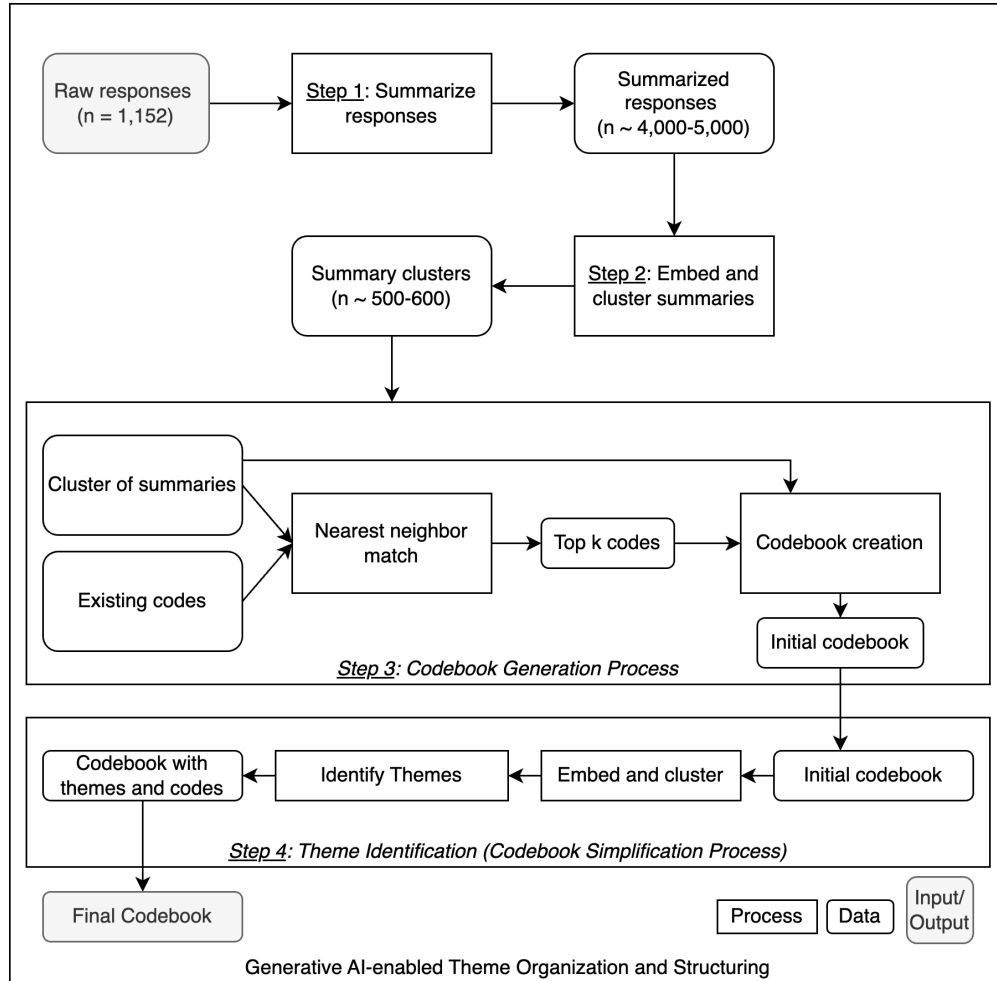 Raw responses
(n = 1,152)
Step 1: Summarize
responses
Summarized
responses
(n ~ 4,000-5,000)
Summary clusters
(n ~ 500-600)
Step 2: Embed and
cluster summaries
Cluster of summaries
Existing codes
Nearest neighbor
match
Top k codes
Codebook creation
Initial codebook
Step 3: Codebook Generation Process
Codebook with
themes and codes
Identify Themes
Embed and cluster
Initial codebook
Step 4: Theme Identification (Codebook Simplification Process)
Final Codebook
Process
Data
Input/
Output
Generative AI-enabled Theme Organization and Structuring